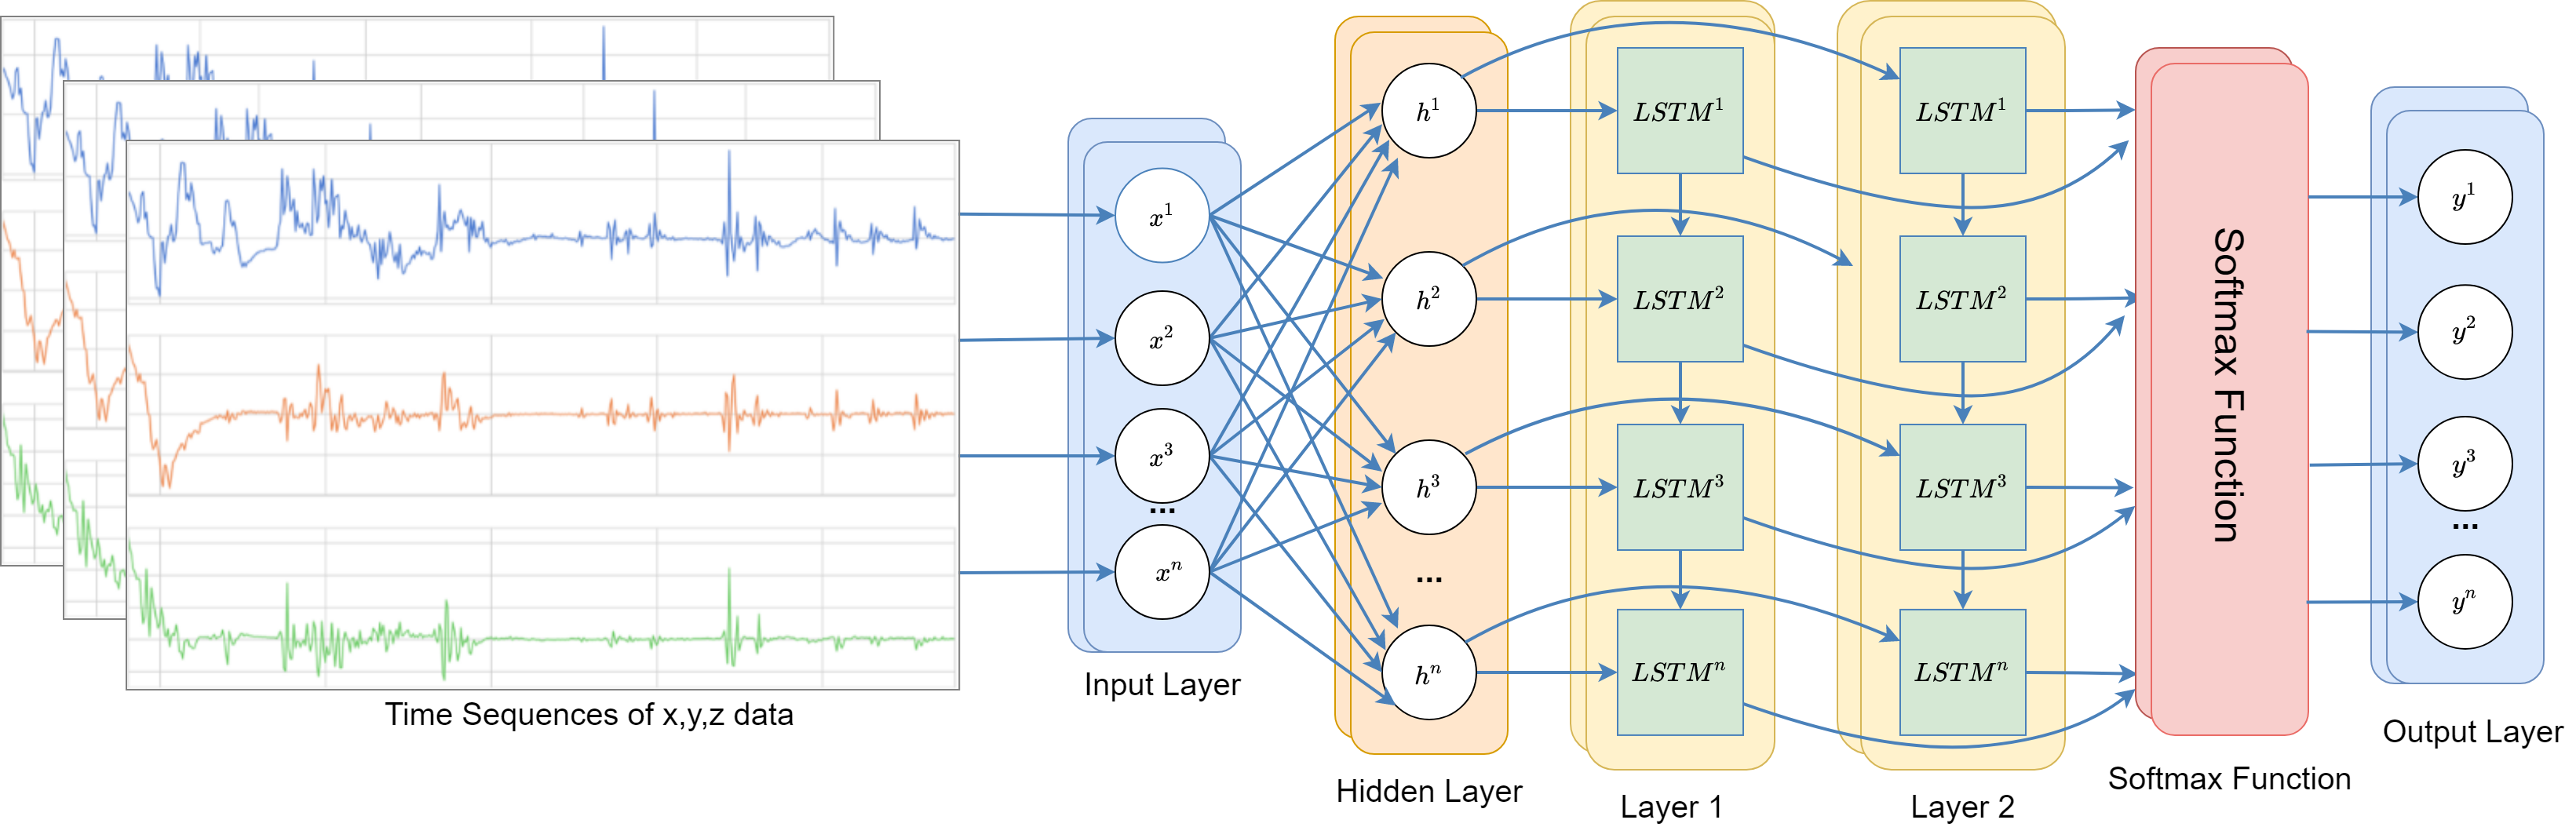 Time Sequences of x,y,z data
x^1
x^2
x^3
...
x^n
Input Layer
h^1
h^2
h^3
...
h^n
Hidden Layer
LSTM^1
LSTM^2
LSTM^3
LSTM^n
Layer 1
LSTM^1
LSTM^2
LSTM^3
LSTM^n
Layer 2
Softmax Function
Softmax Function
y^1
y^2
y^3
...
y^n
Output Layer